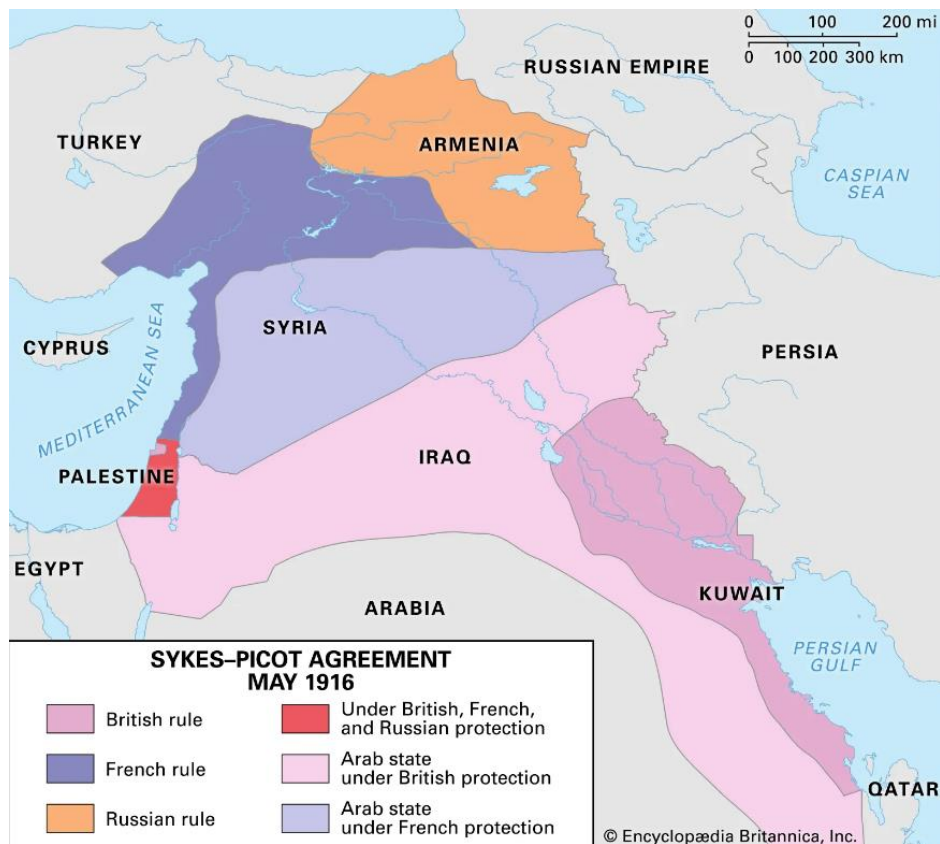 0 100 200 mi
0 100 200 300 km
RUSSIAN EMPIRE
TURKEY
ARMENIA
CASPIAN
SEA
SYRIA
CYPRUS
MEDITERRANEAN SEA
PERSIA
IRAQ
PALESTINE
EGYPT
KUWAIT
ARABIA
PERSIAN
GULF
QATAR
SYKES–PICOT AGREEMENT
MAY 1916
British rule
French rule
Russian rule
Under British, French,
and Russian protection
Arab state
under British protection
Arab state
under French protection
© Encyclopædia Britannica, Inc.